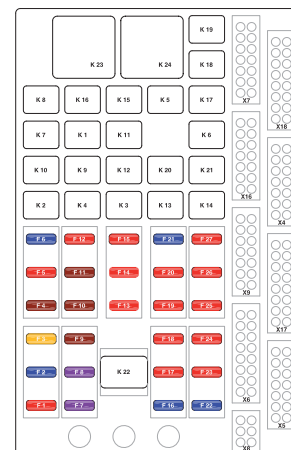 K 19
K 23 K 24 K 18
X7
K 8 K 16 K 15 K 5 K 17
X18
K 7 K 1 K 11 K 6
K 10 K 9 K 12 K 20 K 21
X16
K 2 K 4 K 3 K 13 K 14
X4
F 6 F 12 F 15 F 21 F 27
F 5 F 11 F 14 F 20 F 26
X9
F 4 F 10 F 13 F 19 F 25
X17
F 3 F 9 F 18 F 24
F 2 F 8 K 22 F 17 F 23
X6
F 1 F 7 F 16 F 22
X5
X8